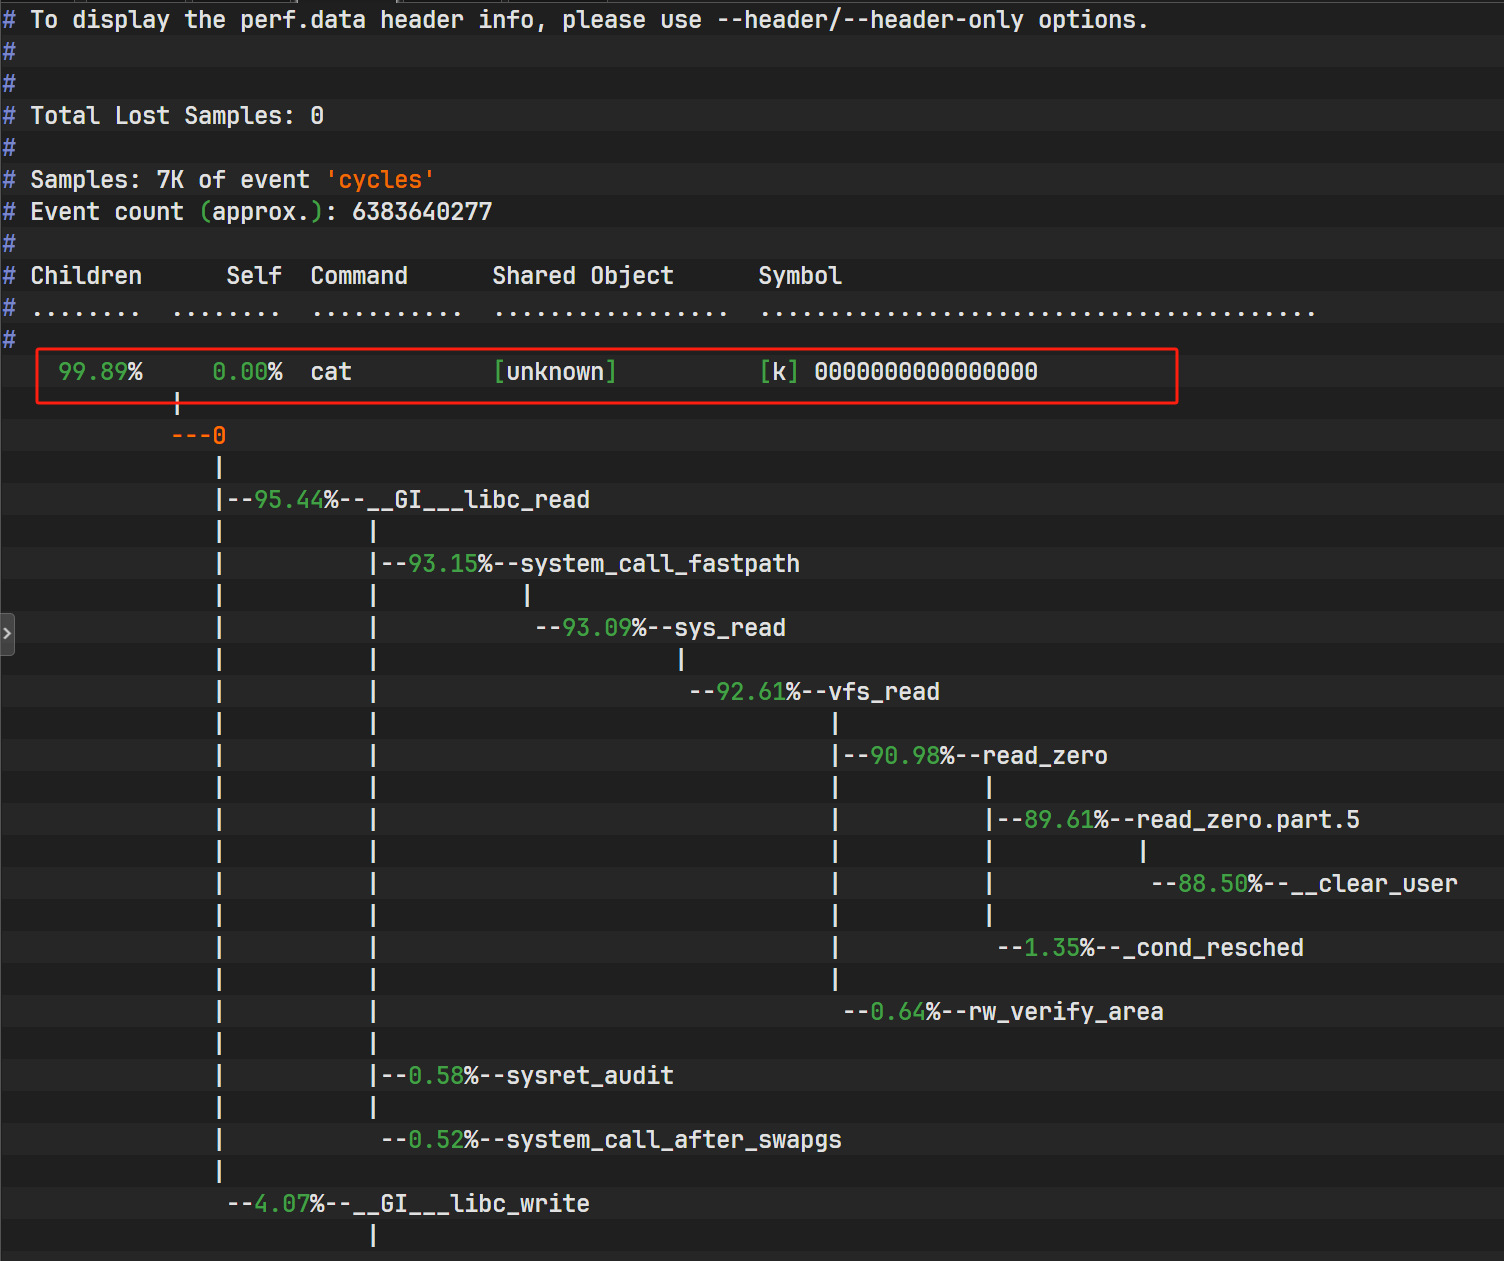 # To display the perf.data header info, please use --header/--header-only options.
#
#
# Total Lost Samples: 0
#
# Samples: 7K of event 'cycles'
# Event count (approx.): 6383640277
#
# Children      Self  Command      Shared Object      Symbol
# ........  ........  ...........  .................  ........................................
#
    99.89%     0.00%  cat          [unknown]          [k] 0000000000000000
            |
            ---0
               |
               |--95.44%--__GI___libc_read
               |          |
               |          |--93.15%--system_call_fastpath
               |          |          |
               |          |           --93.09%--sys_read
               |          |                     |
               |          |                      --92.61%--vfs_read
               |          |                                |
               |          |                                |--90.98%--read_zero
               |          |                                |          |
               |          |                                |          |--89.61%--read_zero.part.5
               |          |                                |          |          |
               |          |                                |          |           --88.50%--__clear_user
               |          |                                |          |
               |          |                                |           --1.35%--_cond_resched
               |          |                                |
               |          |                                 --0.64%--rw_verify_area
               |          |
               |          |--0.58%--sysret_audit
               |          |
               |           --0.52%--system_call_after_swapgs
               |
                --4.07%--__GI___libc_write
                          |